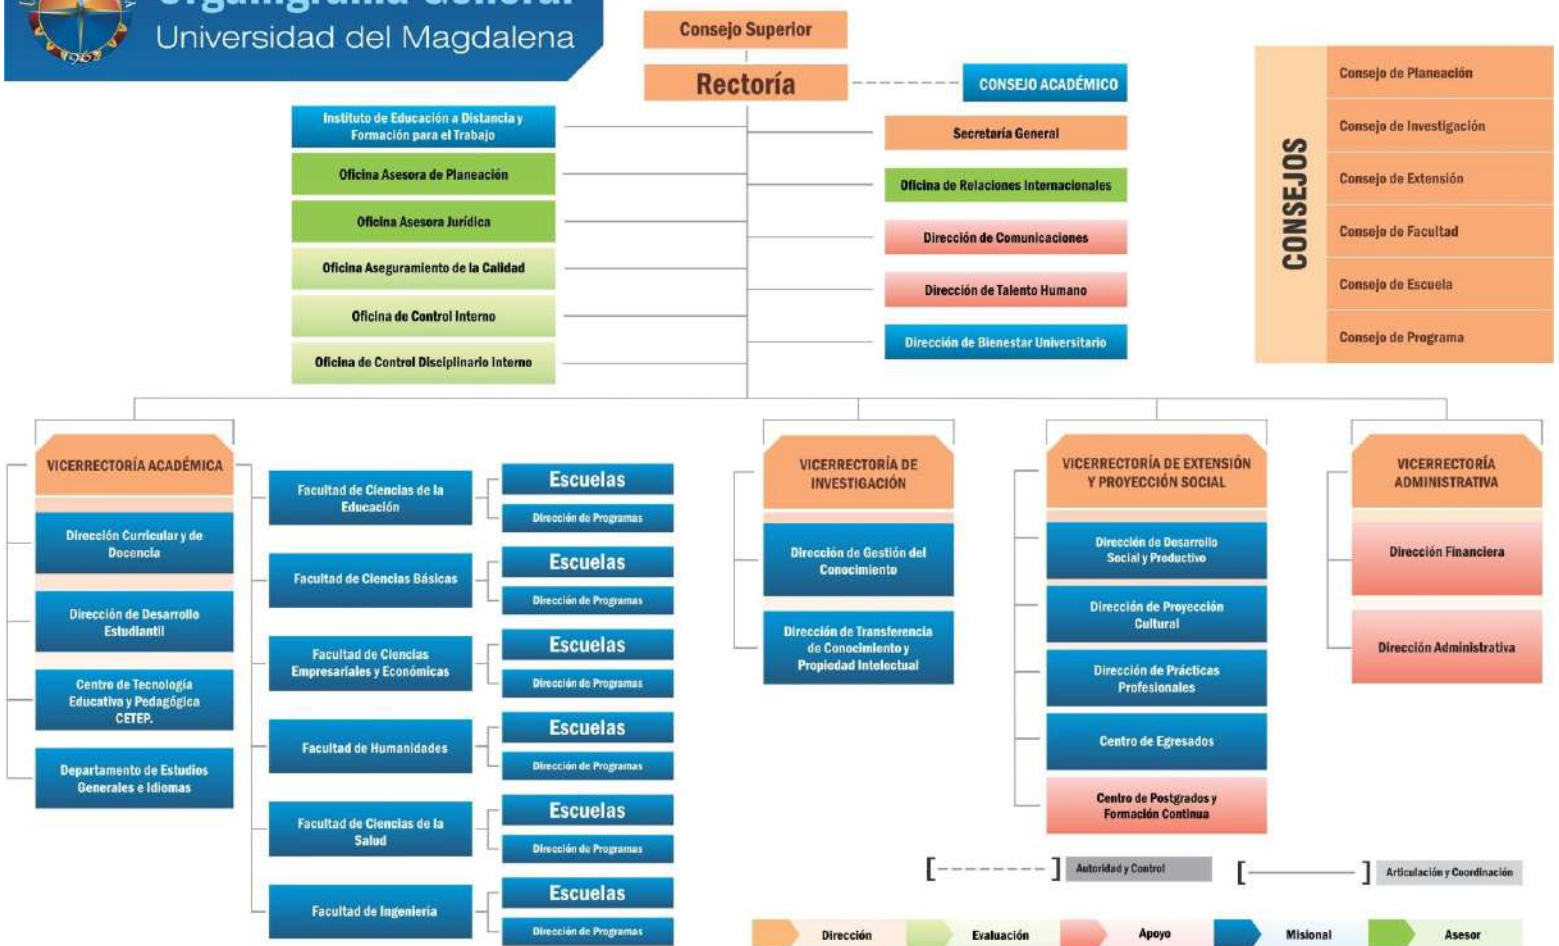 Organigrama General
Universidad del Magdalena
1962
Consejo Superior
Rectoría
CONSEJO ACADÉMICO
Instituto de Educación a Distancia y
Formación para el Trabajo
Oficina Asesora de Planeación
Oficina Asesora Jurídica
Oficina Aseguramiento de la Calidad
Oficina de Control Interno
Oficina de Control Disciplinario Interno
Secretaría General
Oficina de Relaciones Internacionales
Dirección de Comunicaciones
Dirección de Talento Humano
Dirección de Bienestar Universitario
CONSEJOS
Consejo de Planeación
Consejo de Investigación
Consejo de Extensión
Consejo de Facultad
Consejo de Escuela
Consejo de Programa
VICERRECTORÍA ACADÉMICA
Dirección Curricular y de
Docencia
Dirección de Desarrollo
Estudiantil
Centro de Tecnología
Educativa y Pedagógica
CETEP.
Departamento de Estudios
Generales e Idiomas
Facultad de Ciencias de la
Educación
Escuelas
Dirección de Programas
Facultad de Ciencias Básicas
Escuelas
Dirección de Programas
Facultad de Ciencias
Empresariales y Económicas
Escuelas
Dirección de Programas
Facultad de Humanidades
Escuelas
Dirección de Programas
Facultad de Ciencias de la
Salud
Escuelas
Dirección de Programas
Facultad de Ingeniería
Escuelas
Dirección de Programas
VICERRECTORÍA DE
INVESTIGACIÓN
Dirección de Gestión del
Conocimiento
Dirección de Transferencia
de Conocimiento y
Propiedad Intelectual
VICERRECTORÍA DE EXTENSIÓN
Y PROYECCIÓN SOCIAL
Dirección de Desarrollo
Social y Productivo
Dirección de Proyección
Cultural
Dirección de Prácticas
Profesionales
Centro de Egresados
Centro de Postgrados y
Formación Continua
VICERRECTORÍA
ADMINISTRATIVA
Dirección Financiera
Dirección Administrativa
Autoridad y Control
Articulación y Coordinación
Dirección
Evaluación
Apoyo
Misional
Asesor